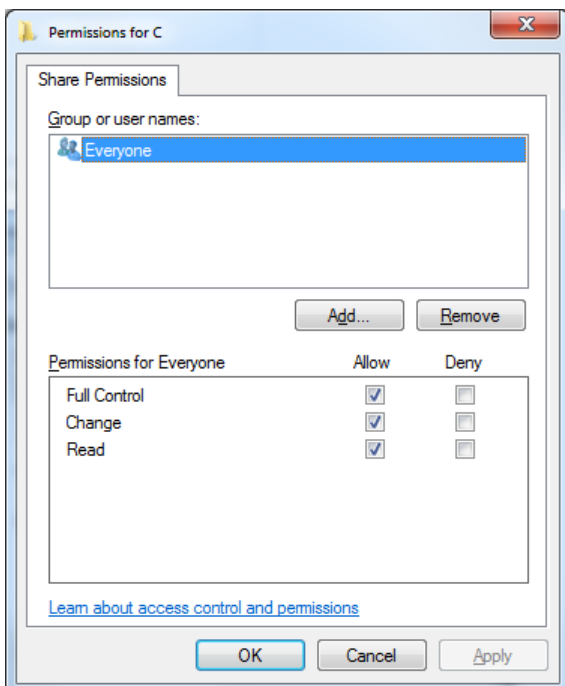 Permissions for C
Share Permissions
Group or user names:
Everyone
Add...
Remove
Permissions for Everyone Allow Deny
Full Control
Change
Read
Learn about access control and permissions
OK Cancel Apply